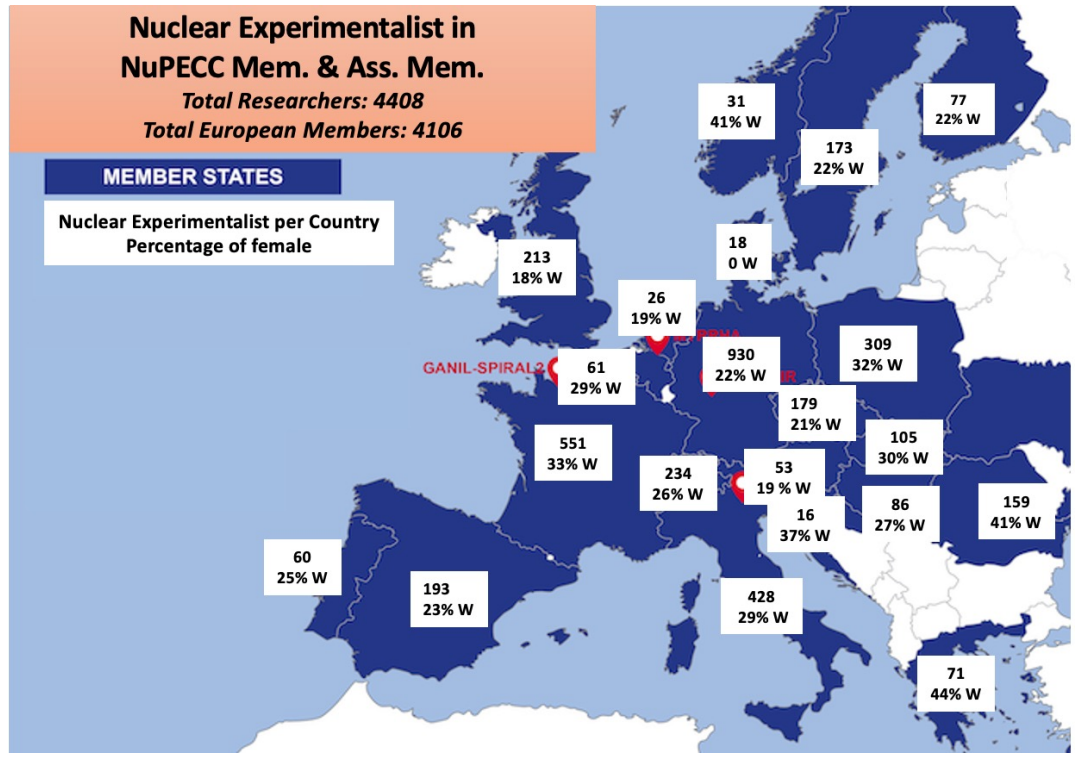 Nuclear Experimentalist in
NuPECC Mem. & Ass. Mem.
Total Researchers: 4408
Total European Members: 4106
MEMBER STATES
Nuclear Experimentalist per Country
Percentage of female
31
41% W
77
22% W
173
22% W
213
18% W
18
0 W
26
19% W
GANIL-SPIRAL2
61
29% W
930
22% W
309
32% W
179
21% W
105
30% W
551
33% W
234
26% W
53
19 % W
16
37% W
86
27% W
159
41% W
60
25% W
193
23% W
428
29% W
71
44% W